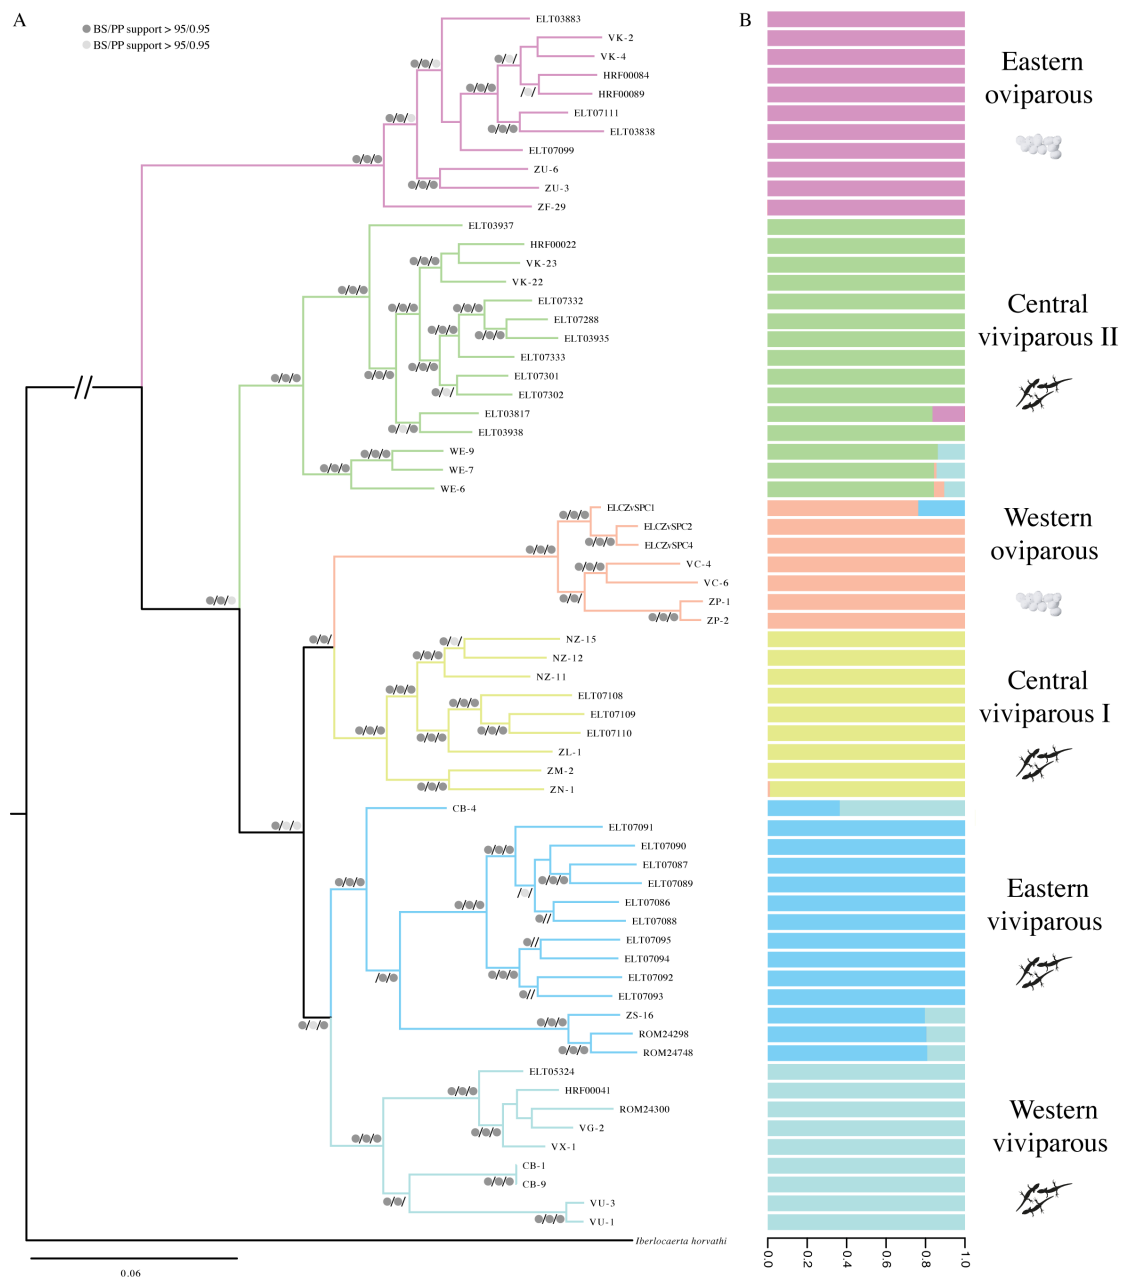 A
B
BS/PP support > 95/0.95
BS/PP support > 95/0.95
ELT03883
VK-2
VK-4
HRF00084
HRF00089
ELT07111
ELT03838
ELT07099
ZU-6
ZU-3
ZF-29
ELT03937
HRF00022
VK-23
VK-22
ELT07332
ELT07288
ELT03935
ELT07333
ELT07301
ELT07302
ELT03817
ELT03938
WE-9
WE-7
WE-6
ELCZvSPC1
ELCZvSPC2
ELCZvSPC4
VC-4
VC-6
ZP-1
ZP-2
NZ-15
NZ-12
NZ-11
ELT07108
ELT07109
ELT07110
ZL-1
ZM-2
ZN-1
CB-4
ELT07091
ELT07090
ELT07087
ELT07089
ELT07086
ELT07088
ELT07095
ELT07094
ELT07092
ELT07093
ZS-16
ROM24298
ROM24748
ELT05324
HRF00041
ROM24300
VG-2
VX-1
CB-1
CB-9
VU-3
VU-1
Iberlocaerta horvathi
0.06
Eastern
oviparous
Central
viviparous II
Western
oviparous
Central
viviparous I
Eastern
viviparous
Western
viviparous
0.0
0.2
0.4
0.6
0.8
1.0